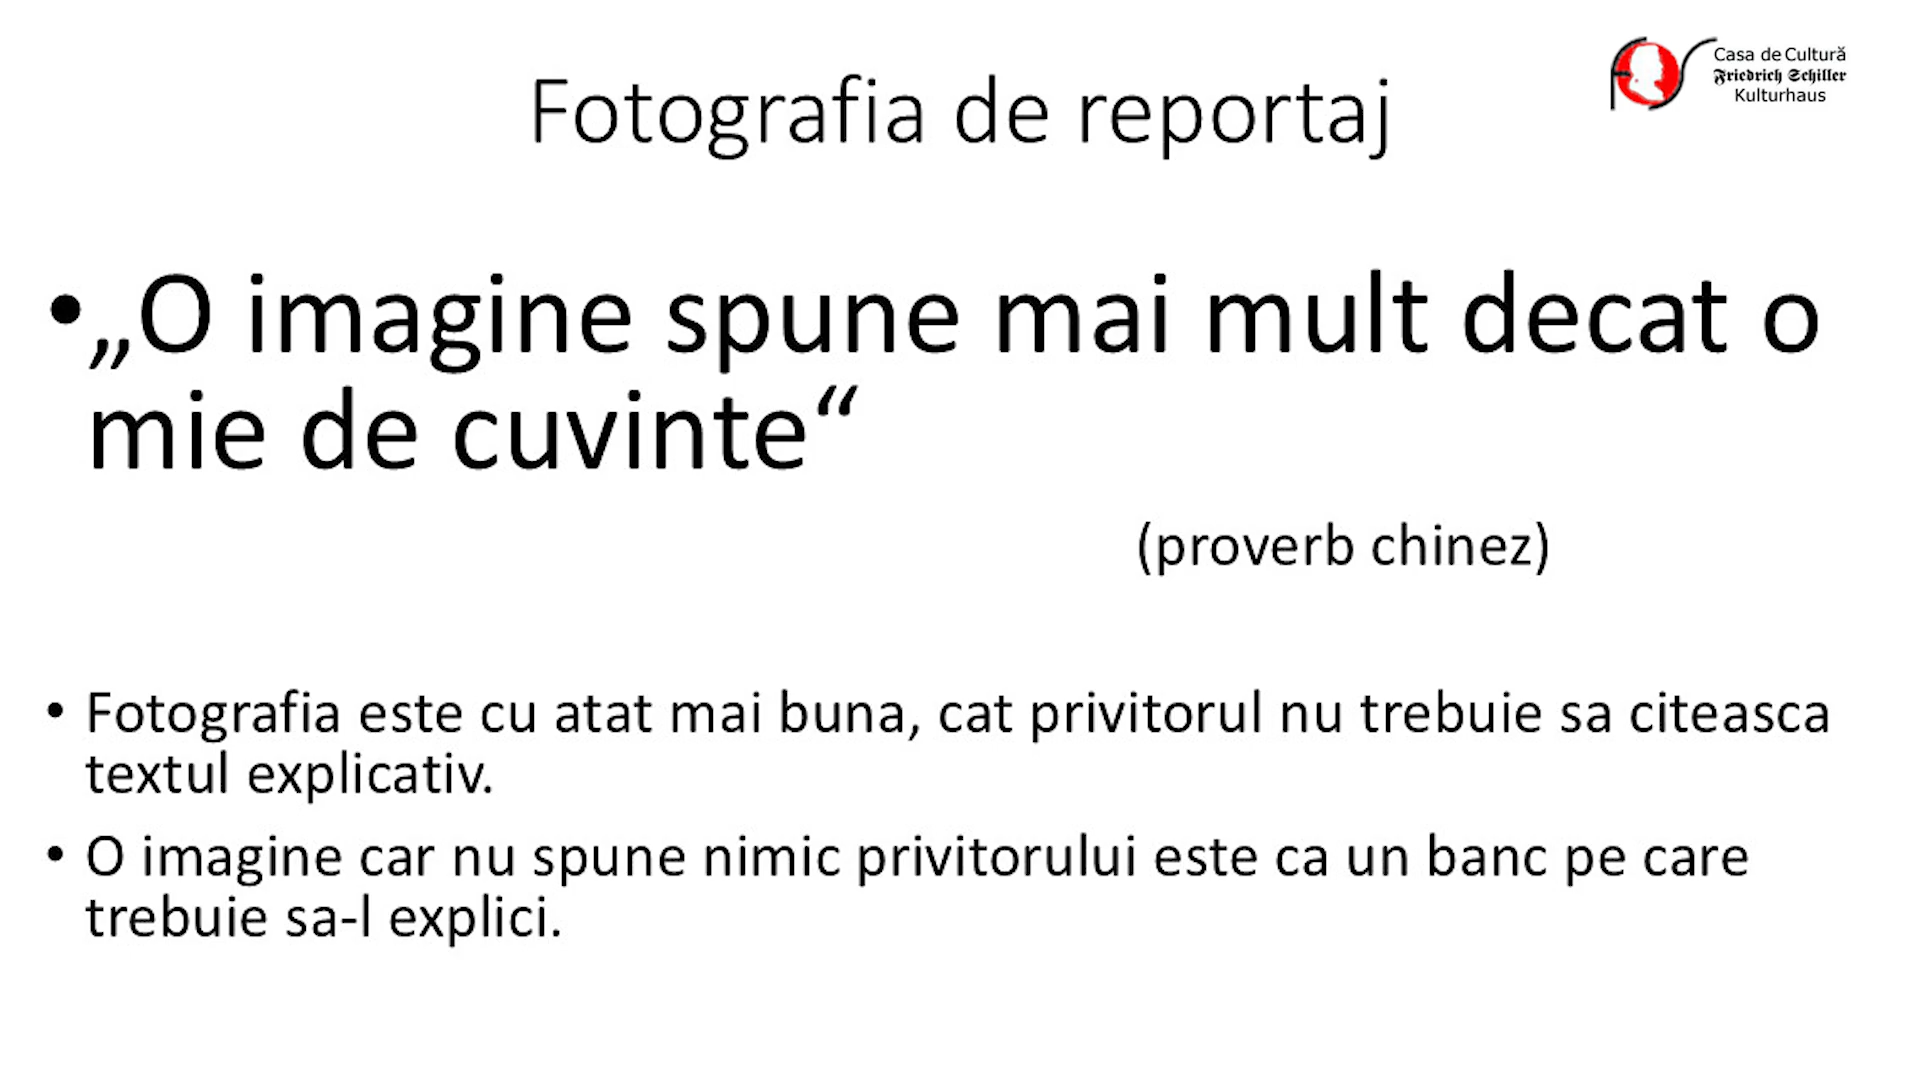 Casa de Cultură
Friedrich Schiller
Kulturhaus
Fotografia de reportaj
•„O imagine spune mai mult decat o
mie de cuvinte“
(proverb chinez)
• Fotografia este cu atat mai buna, cat privitorul nu trebuie sa citeasca
textul explicativ.
• O imagine car nu spune nimic privitorului este ca un banc pe care
trebuie sa-l explici.